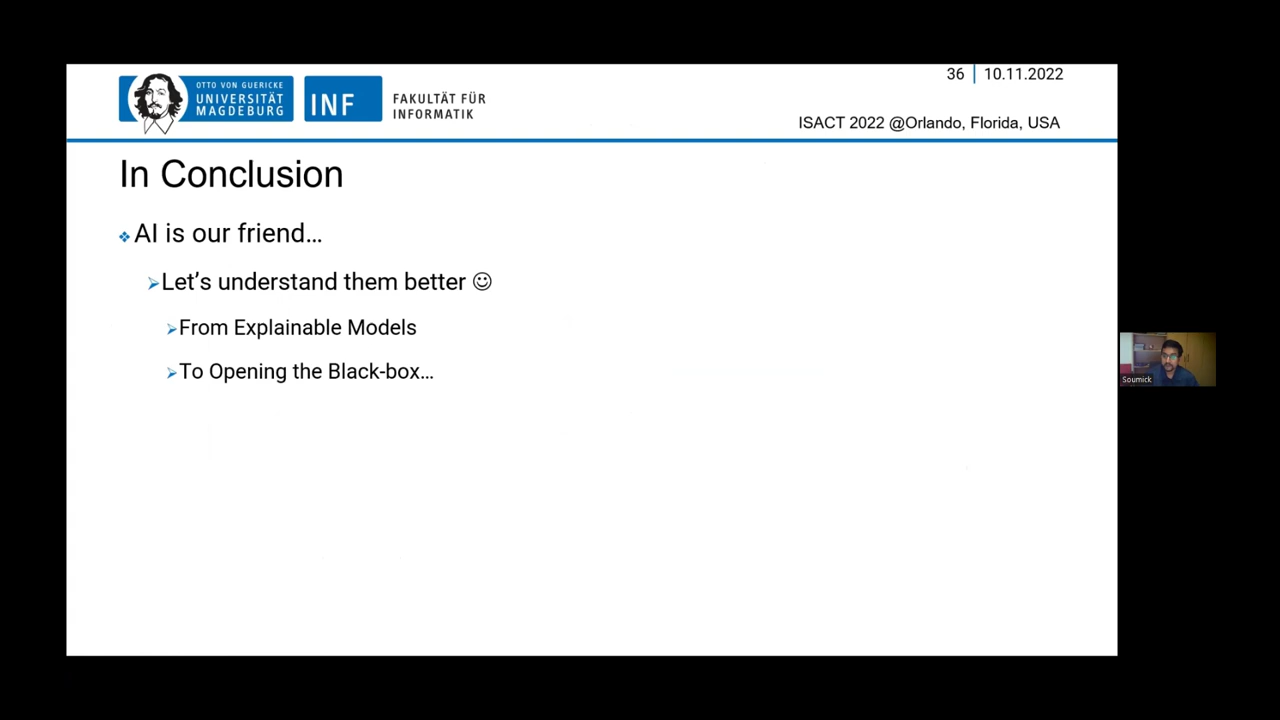 OTTO VON GUERICKE
UNIVERSITÄT
MAGDEBURG
INF
FAKULTÄT FÜR
INFORMATIK
36 10.11.2022
ISACT 2022 @Orlando, Florida, USA
In Conclusion
AI is our friend…
Let’s understand them better ☺
From Explainable Models
To Opening the Black-box…
Soumick